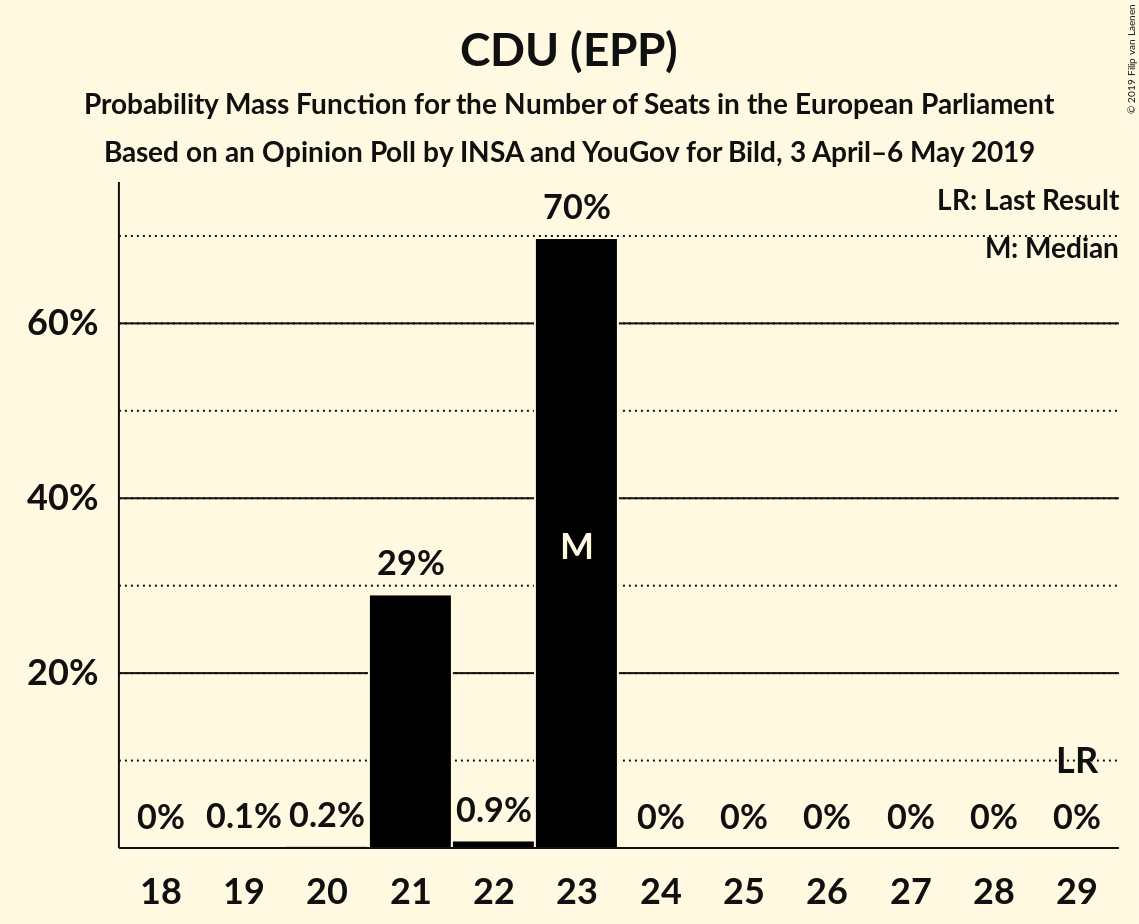 CDU (EPP)
Probability Mass Function for the Number of Seats in the European Parliament
Based on an Opinion Poll by INSA and YouGov for Bild, 3 April–6 May 2019
© 2019 Filip van Laenen
LR: Last Result
M: Median
70%
60%
40%
20%
29%
M
LR
0% 0.1% 0.2% 0.9% 0% 0% 0% 0% 0% 0%
18 19 20 21 22 23 24 25 26 27 28 29